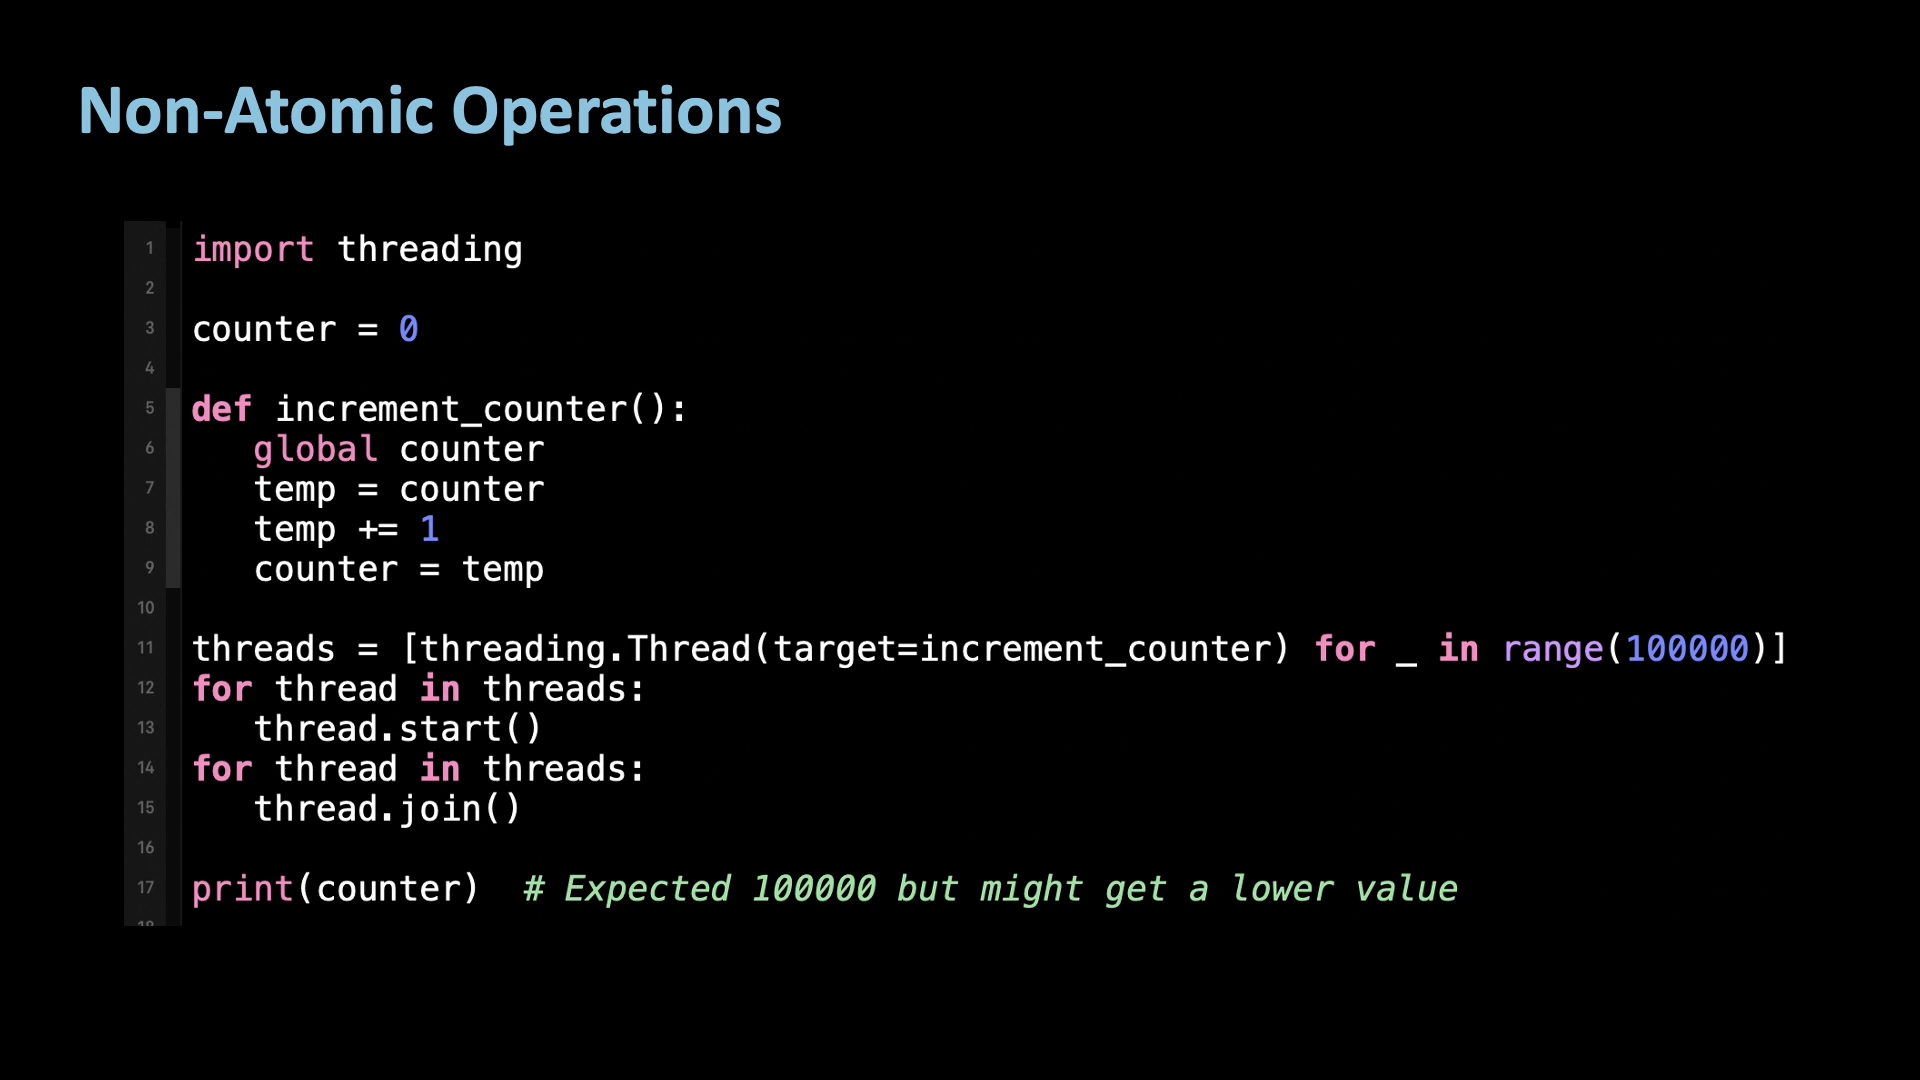 Non-Atomic Operations
1 import threading
2
3 counter = 0
4
5 def increment_counter():
6    global counter
7    temp = counter
8    temp += 1
9    counter = temp
10
11 threads = [threading.Thread(target=increment_counter) for _ in range(100000)]
12 for thread in threads:
13    thread.start()
14 for thread in threads:
15    thread.join()
16
17 print(counter)  # Expected 100000 but might get a lower value